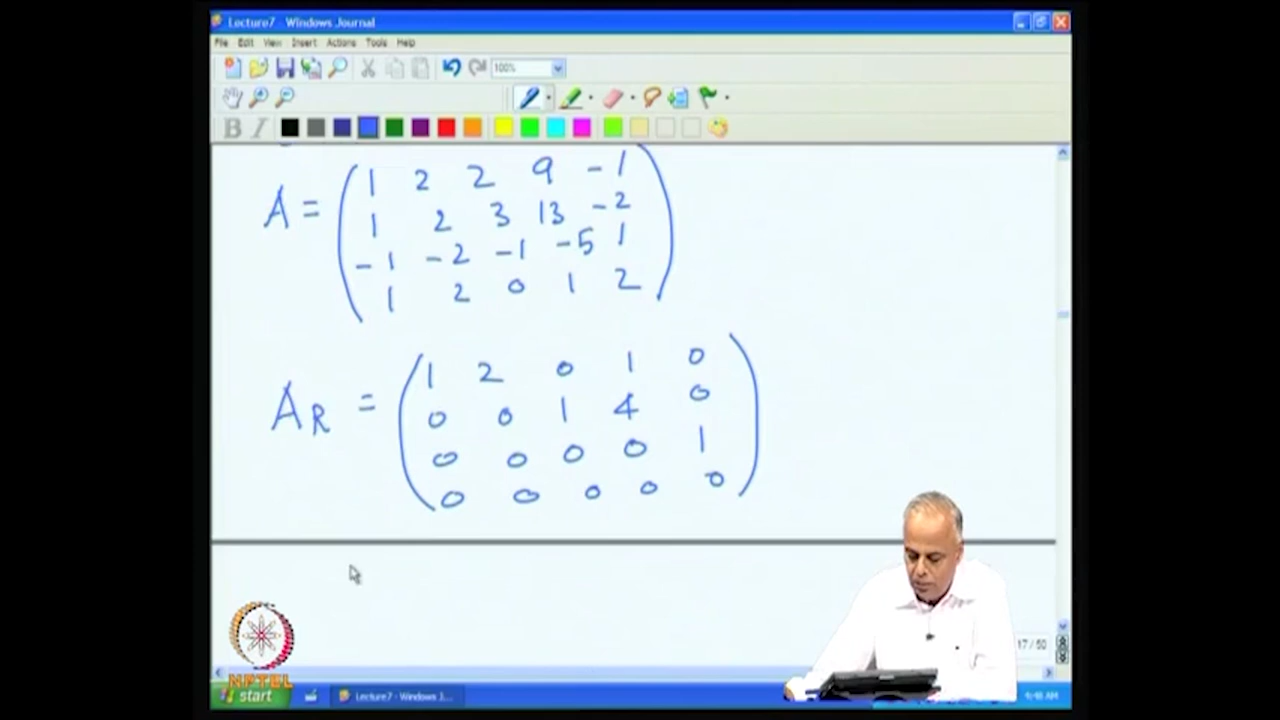 Lecture7 - Windows Journal
File Edit View Insert Actions Tools Help
100%
B I
A = ( 1 2 2 9 -1
1 2 3 13 -2
-1 -2 -1 -5 1
1 2 0 1 2 )
A_R = ( 1 2 0 1 0
0 0 1 4 0
0 0 0 0 1
0 0 0 0 0 )
17 / 50
NPTEL
start Lecture7 - Windows J...